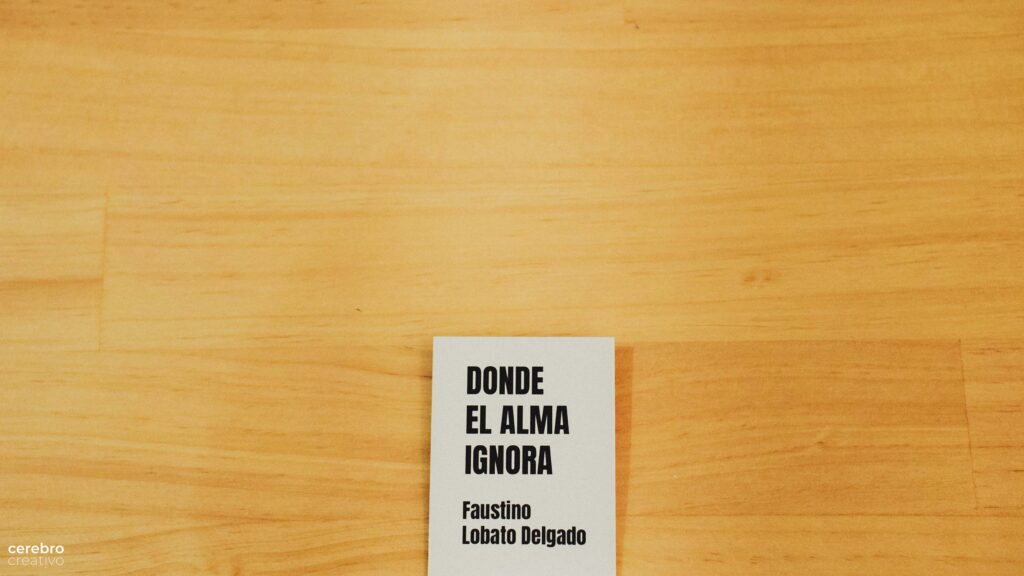 DONDE
EL ALMA
IGNORA
Faustino
Lobato Delgado
cerebro
creativo